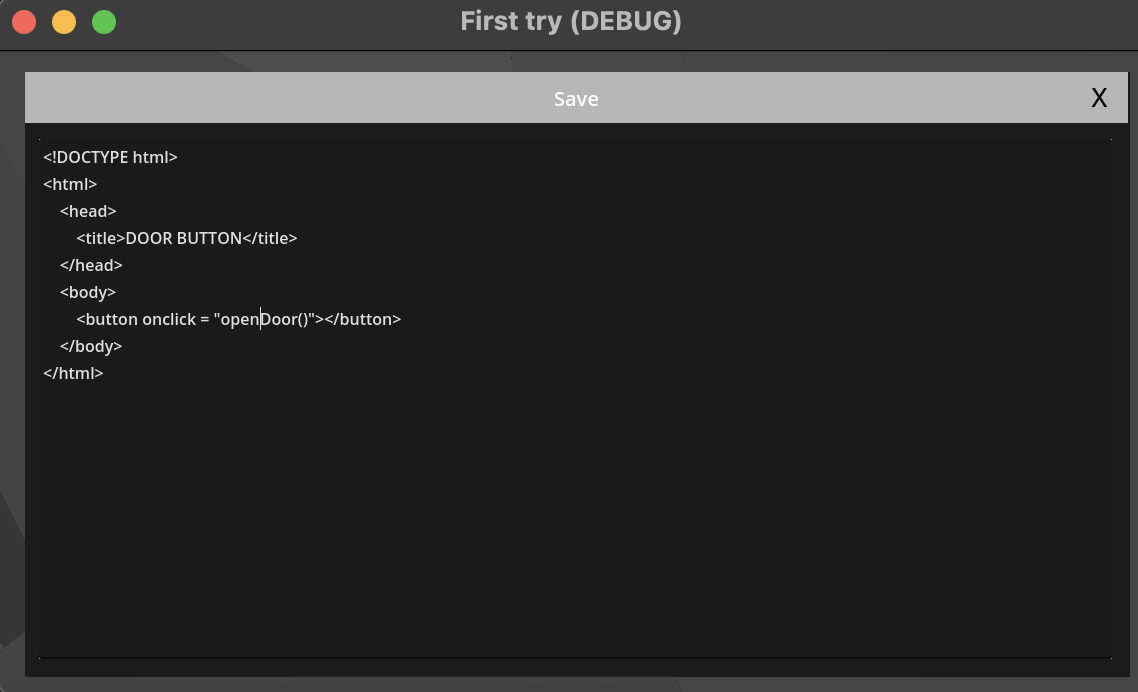 First try (DEBUG)
Save
X
<!DOCTYPE html>
<html>
<head>
<title>DOOR BUTTON</title>
</head>
<body>
<button onclick = "openDoor()"></button>
</body>
</html>